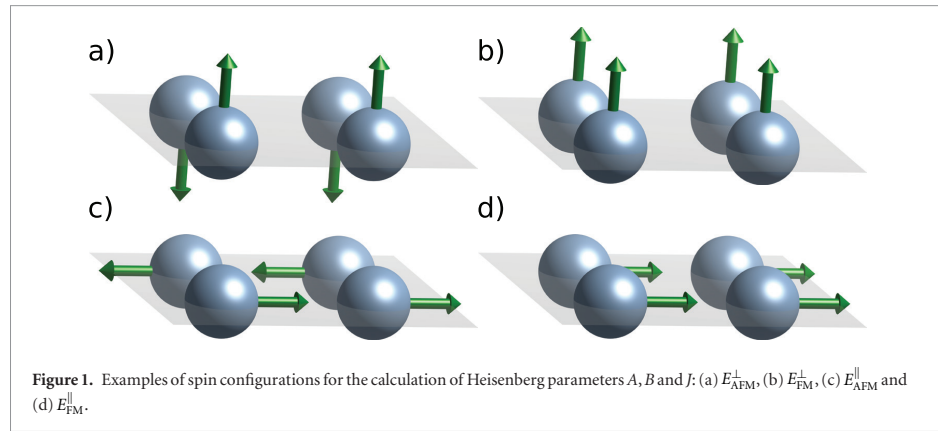 a)
b)
c)
d)
Figure 1. Examples of spin configurations for the calculation of Heisenberg parameters A, B and J: (a) E⊥AFM, (b) E⊥FM, (c) E∥AFM and
(d) E∥FM.